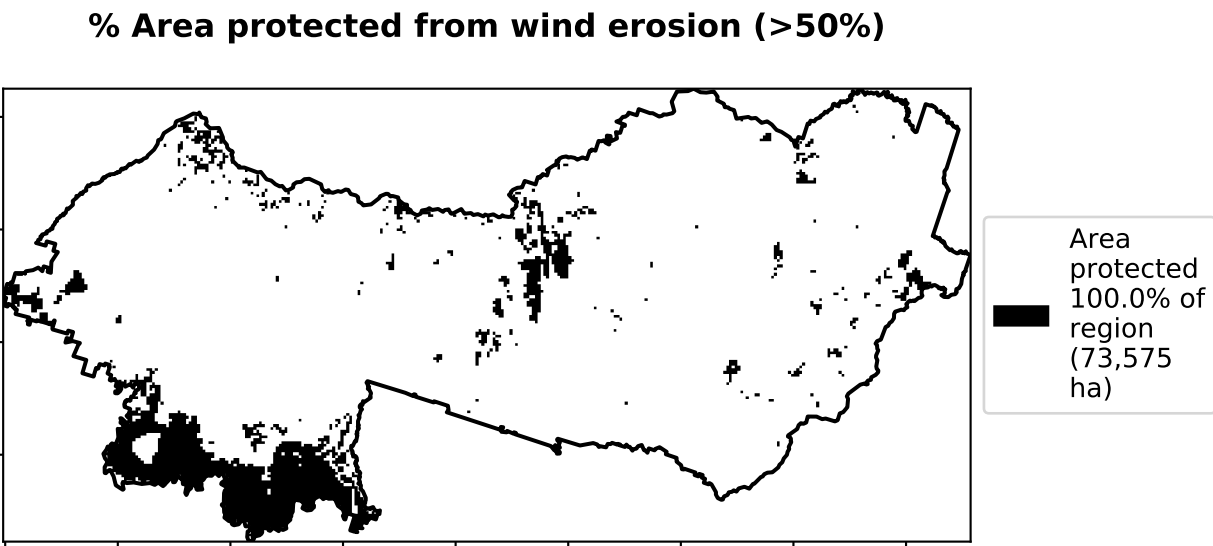 % Area protected from wind erosion (>50%)
Area
protected
100.0% of
region
(73,575
ha)